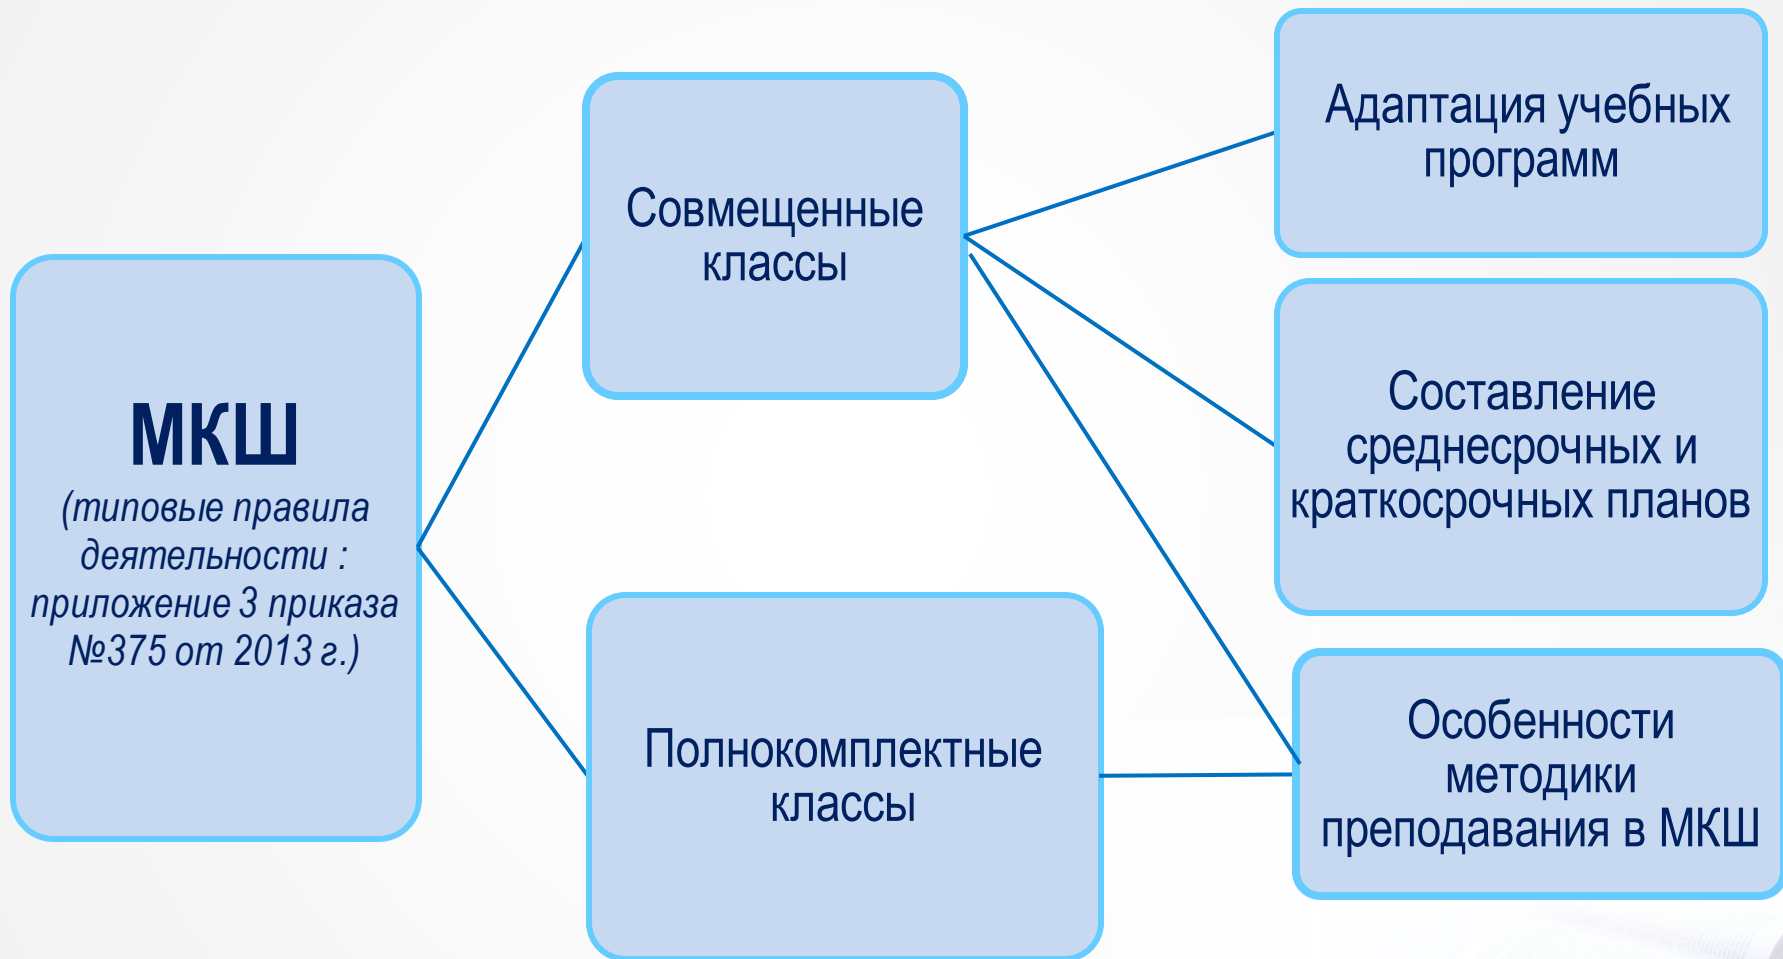 МКШ
(типовые правила
деятельности :
приложение 3 приказа
№375 от 2013 г.)
Совмещенные
классы
Полнокомплектные
классы
Адаптация учебных
программ
Составление
среднесрочных и
краткосрочных планов
Особенности
методики
преподавания в МКШ